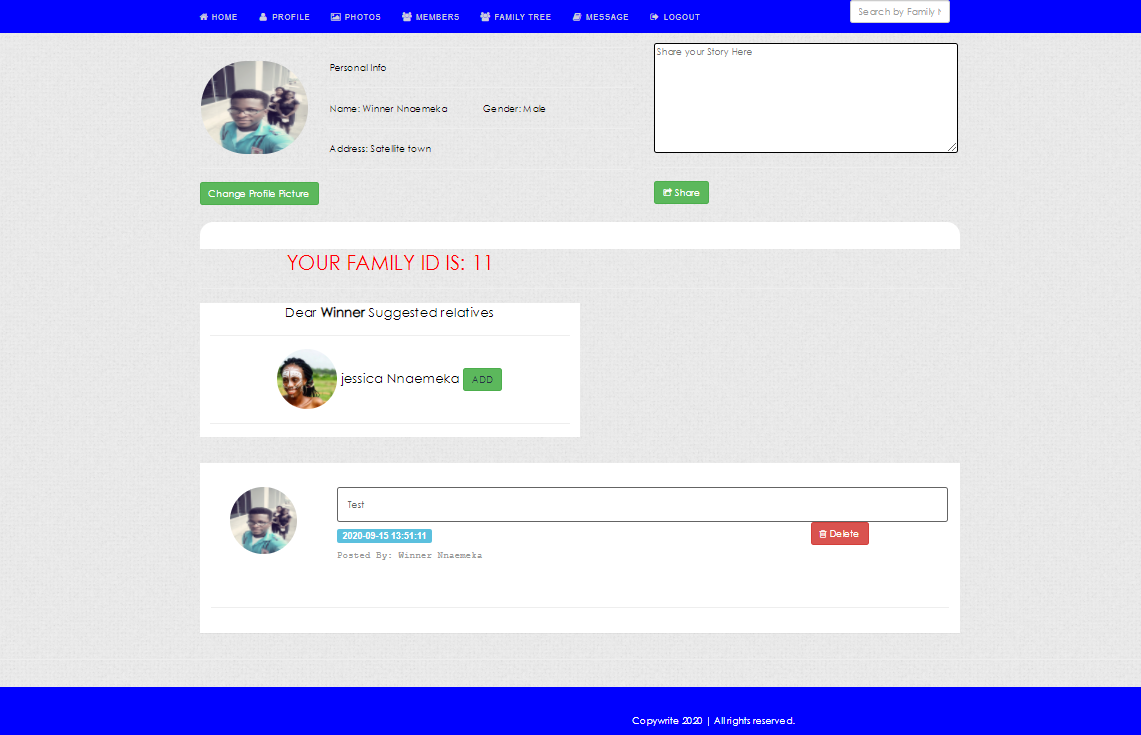 HOME PROFILE PHOTOS MEMBERS FAMILY TREE MESSAGE LOGOUT
Search by Family
Share your Story Here
Personal Info
Name: Winner Nnaemeka Gender: Male
Address: Satellite town
Change Profile Picture
Share
YOUR FAMILY ID IS: 11
Dear Winner Suggested relatives
jessica Nnaemeka ADD
Test
2020-09-15 13:51:11
Delete
Posted By: Winner Nnaemeka
Copywrite 2020 | All rights reserved.